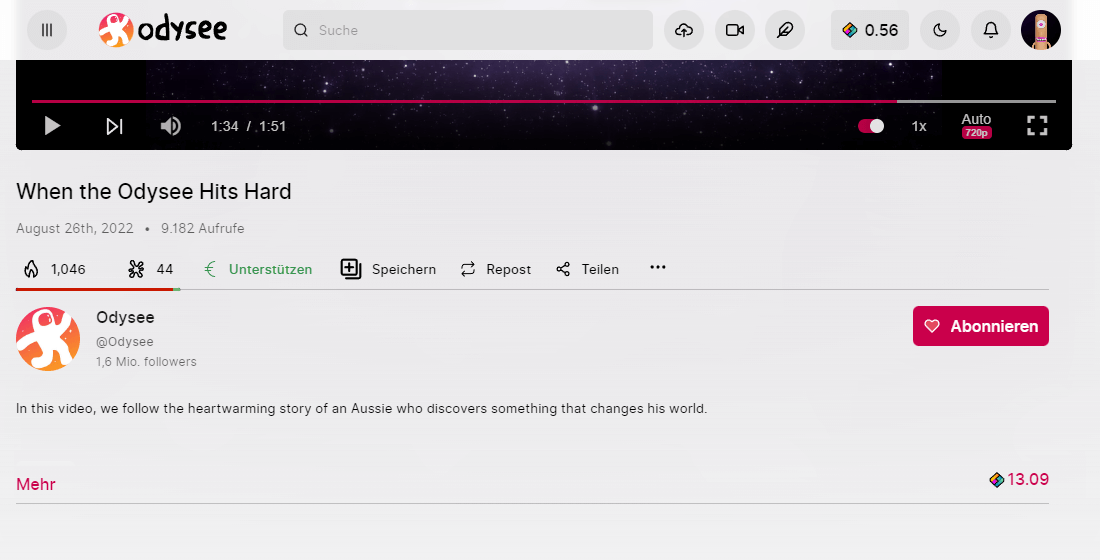 odysee
Suche
0.56
1:34 / 1:51
1x
Auto
720p
When the Odysee Hits Hard
August 26th, 2022 • 9.182 Aufrufe
1,046
44
Unterstützen
Speichern
Repost
Teilen
Odysee
@Odysee
1,6 Mio. followers
Abonnieren
In this video, we follow the heartwarming story of an Aussie who discovers something that changes his world.
Mehr
13.09